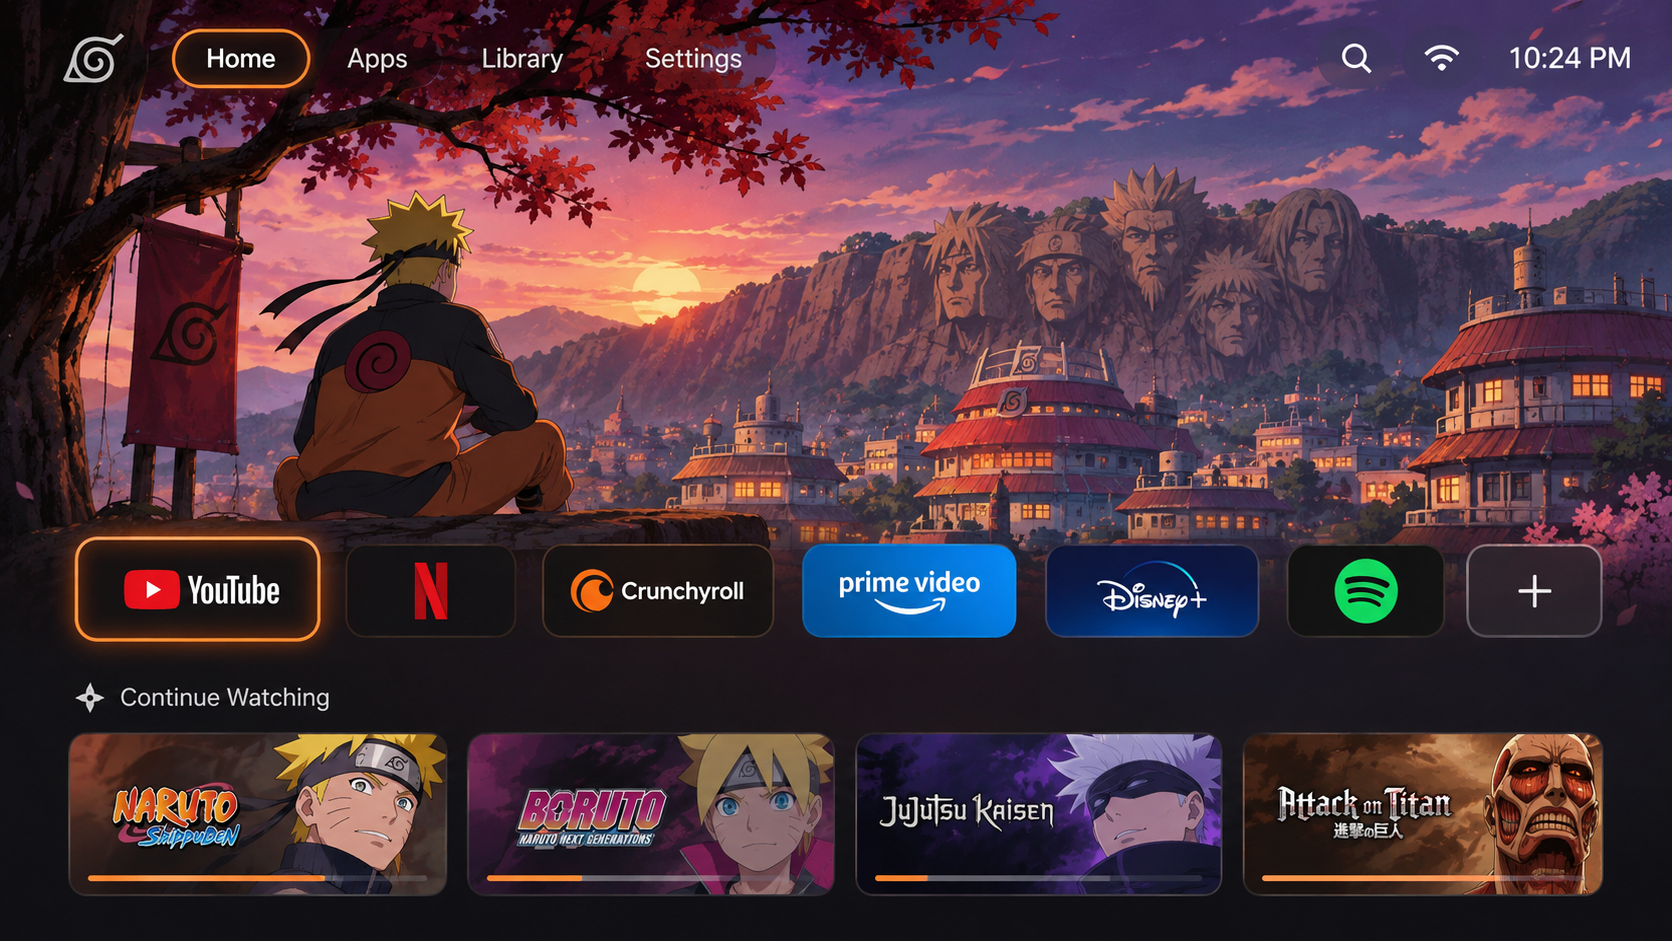 Home
Apps
Library
Settings
10:24 PM
YouTube
N
Crunchyroll
prime video
Disney+
+
Continue Watching
NARUTO
SHIPPUDEN
BORUTO
NARUTO NEXT GENERATIONS
JUJUTSU KAISEN
Attack on Titan
進撃の巨人